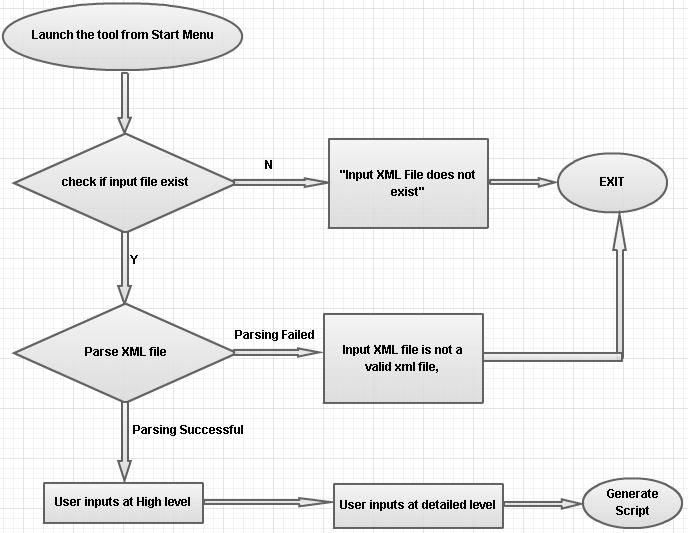 Launch the tool from Start Menu
check if input file exist
N
"Input XML File does not
exist"
EXIT
Y
Parse XML file
Parsing Failed
Input XML file is not a
valid xml file,
Parsing Successful
User inputs at High level
User inputs at detailed level
Generate
Script